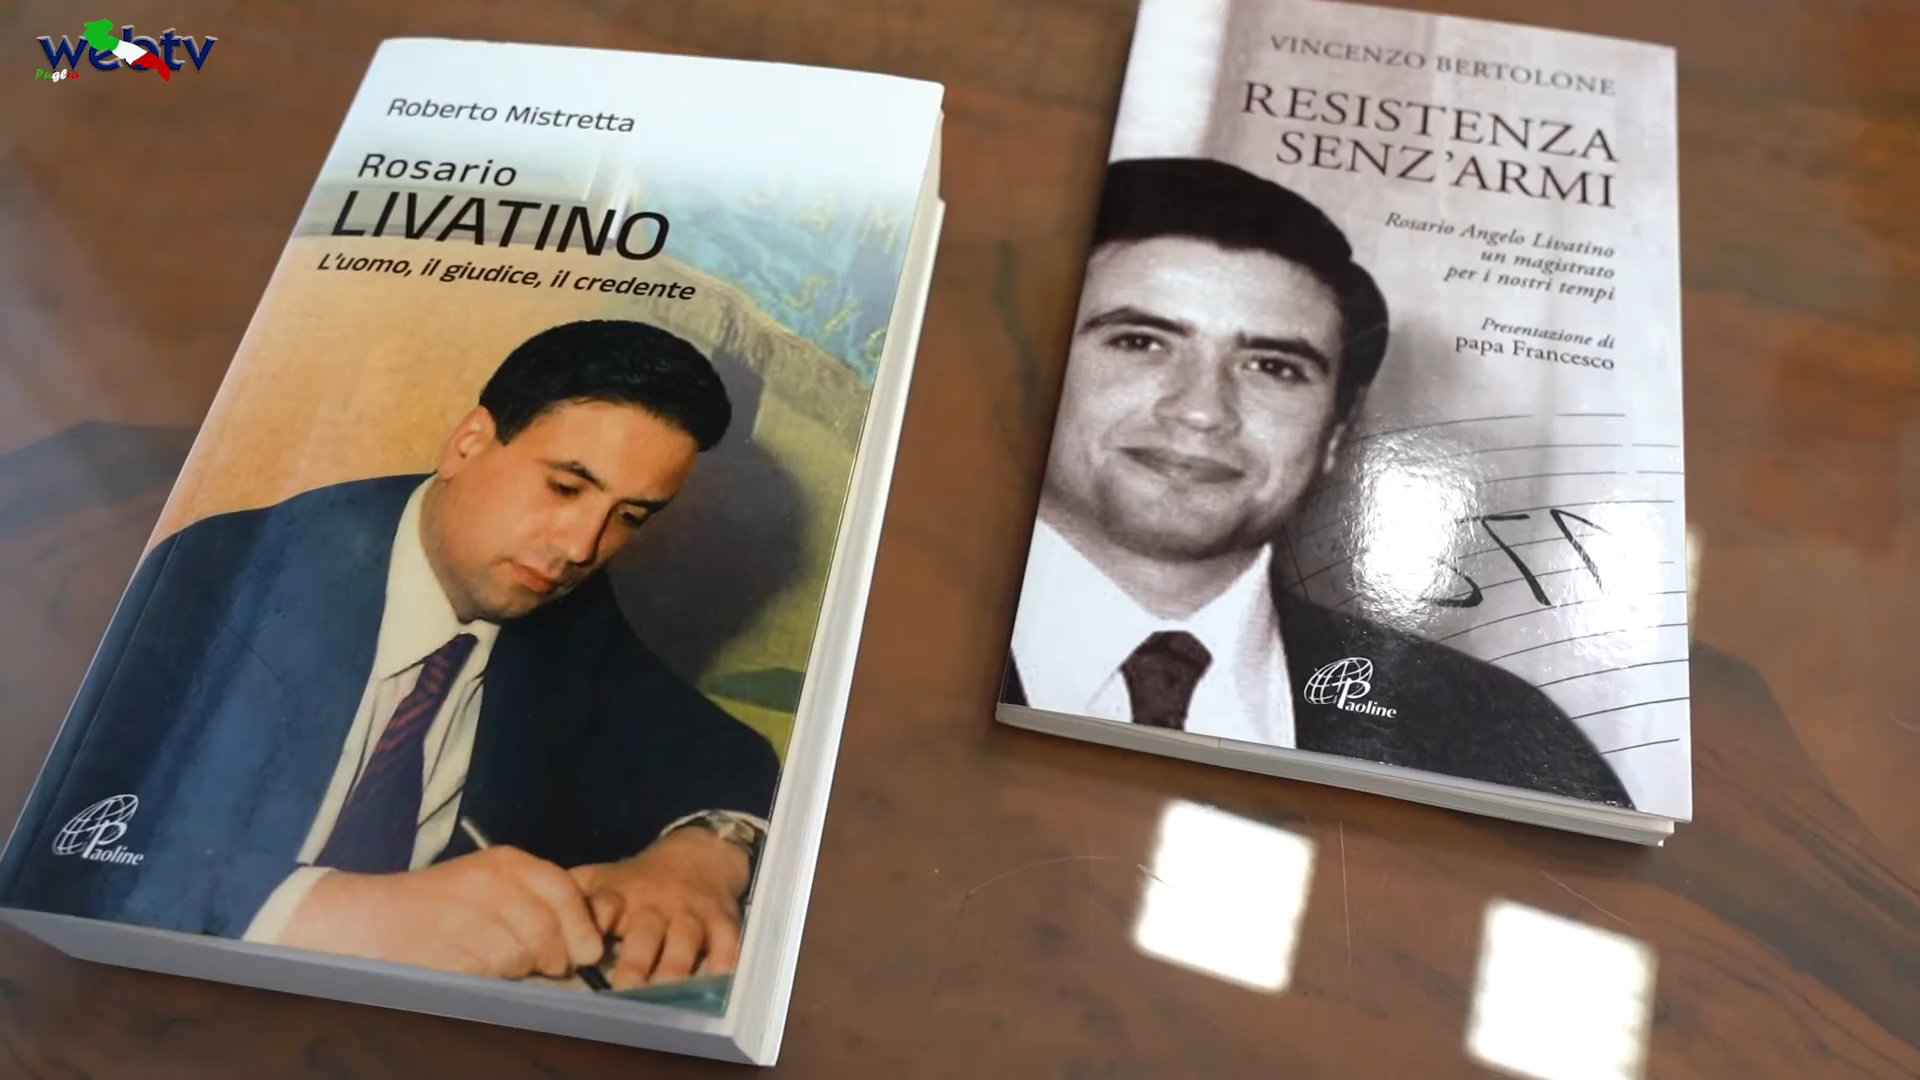 webtv
Puglia
Roberto Mistretta
Rosario
LIVATINO
L'uomo, il giudice, il credente
Paoline
VINCENZO BERTOLONE
RESISTENZA
SENZ'ARMI
Rosario Angelo Livatino
un magistrato
per i nostri tempi
Presentazione di
papa Francesco
Paoline